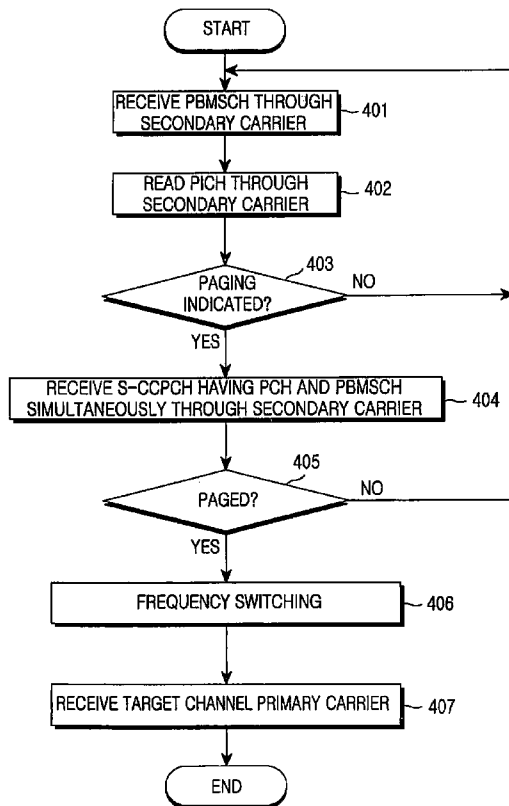 START
RECEIVE PBMSCH THROUGH
SECONDARY CARRIER
401
READ PICH THROUGH
SECONDARY CARRIER
402
403
PAGING
INDICATED?
NO
YES
RECEIVE S-CCPCH HAVING PCH AND PBMSCH
SIMULTANEOUSLY THROUGH SECONDARY CARRIER
404
405
PAGED?
NO
YES
FREQUENCY SWITCHING
406
RECEIVE TARGET CHANNEL PRIMARY CARRIER
407
END